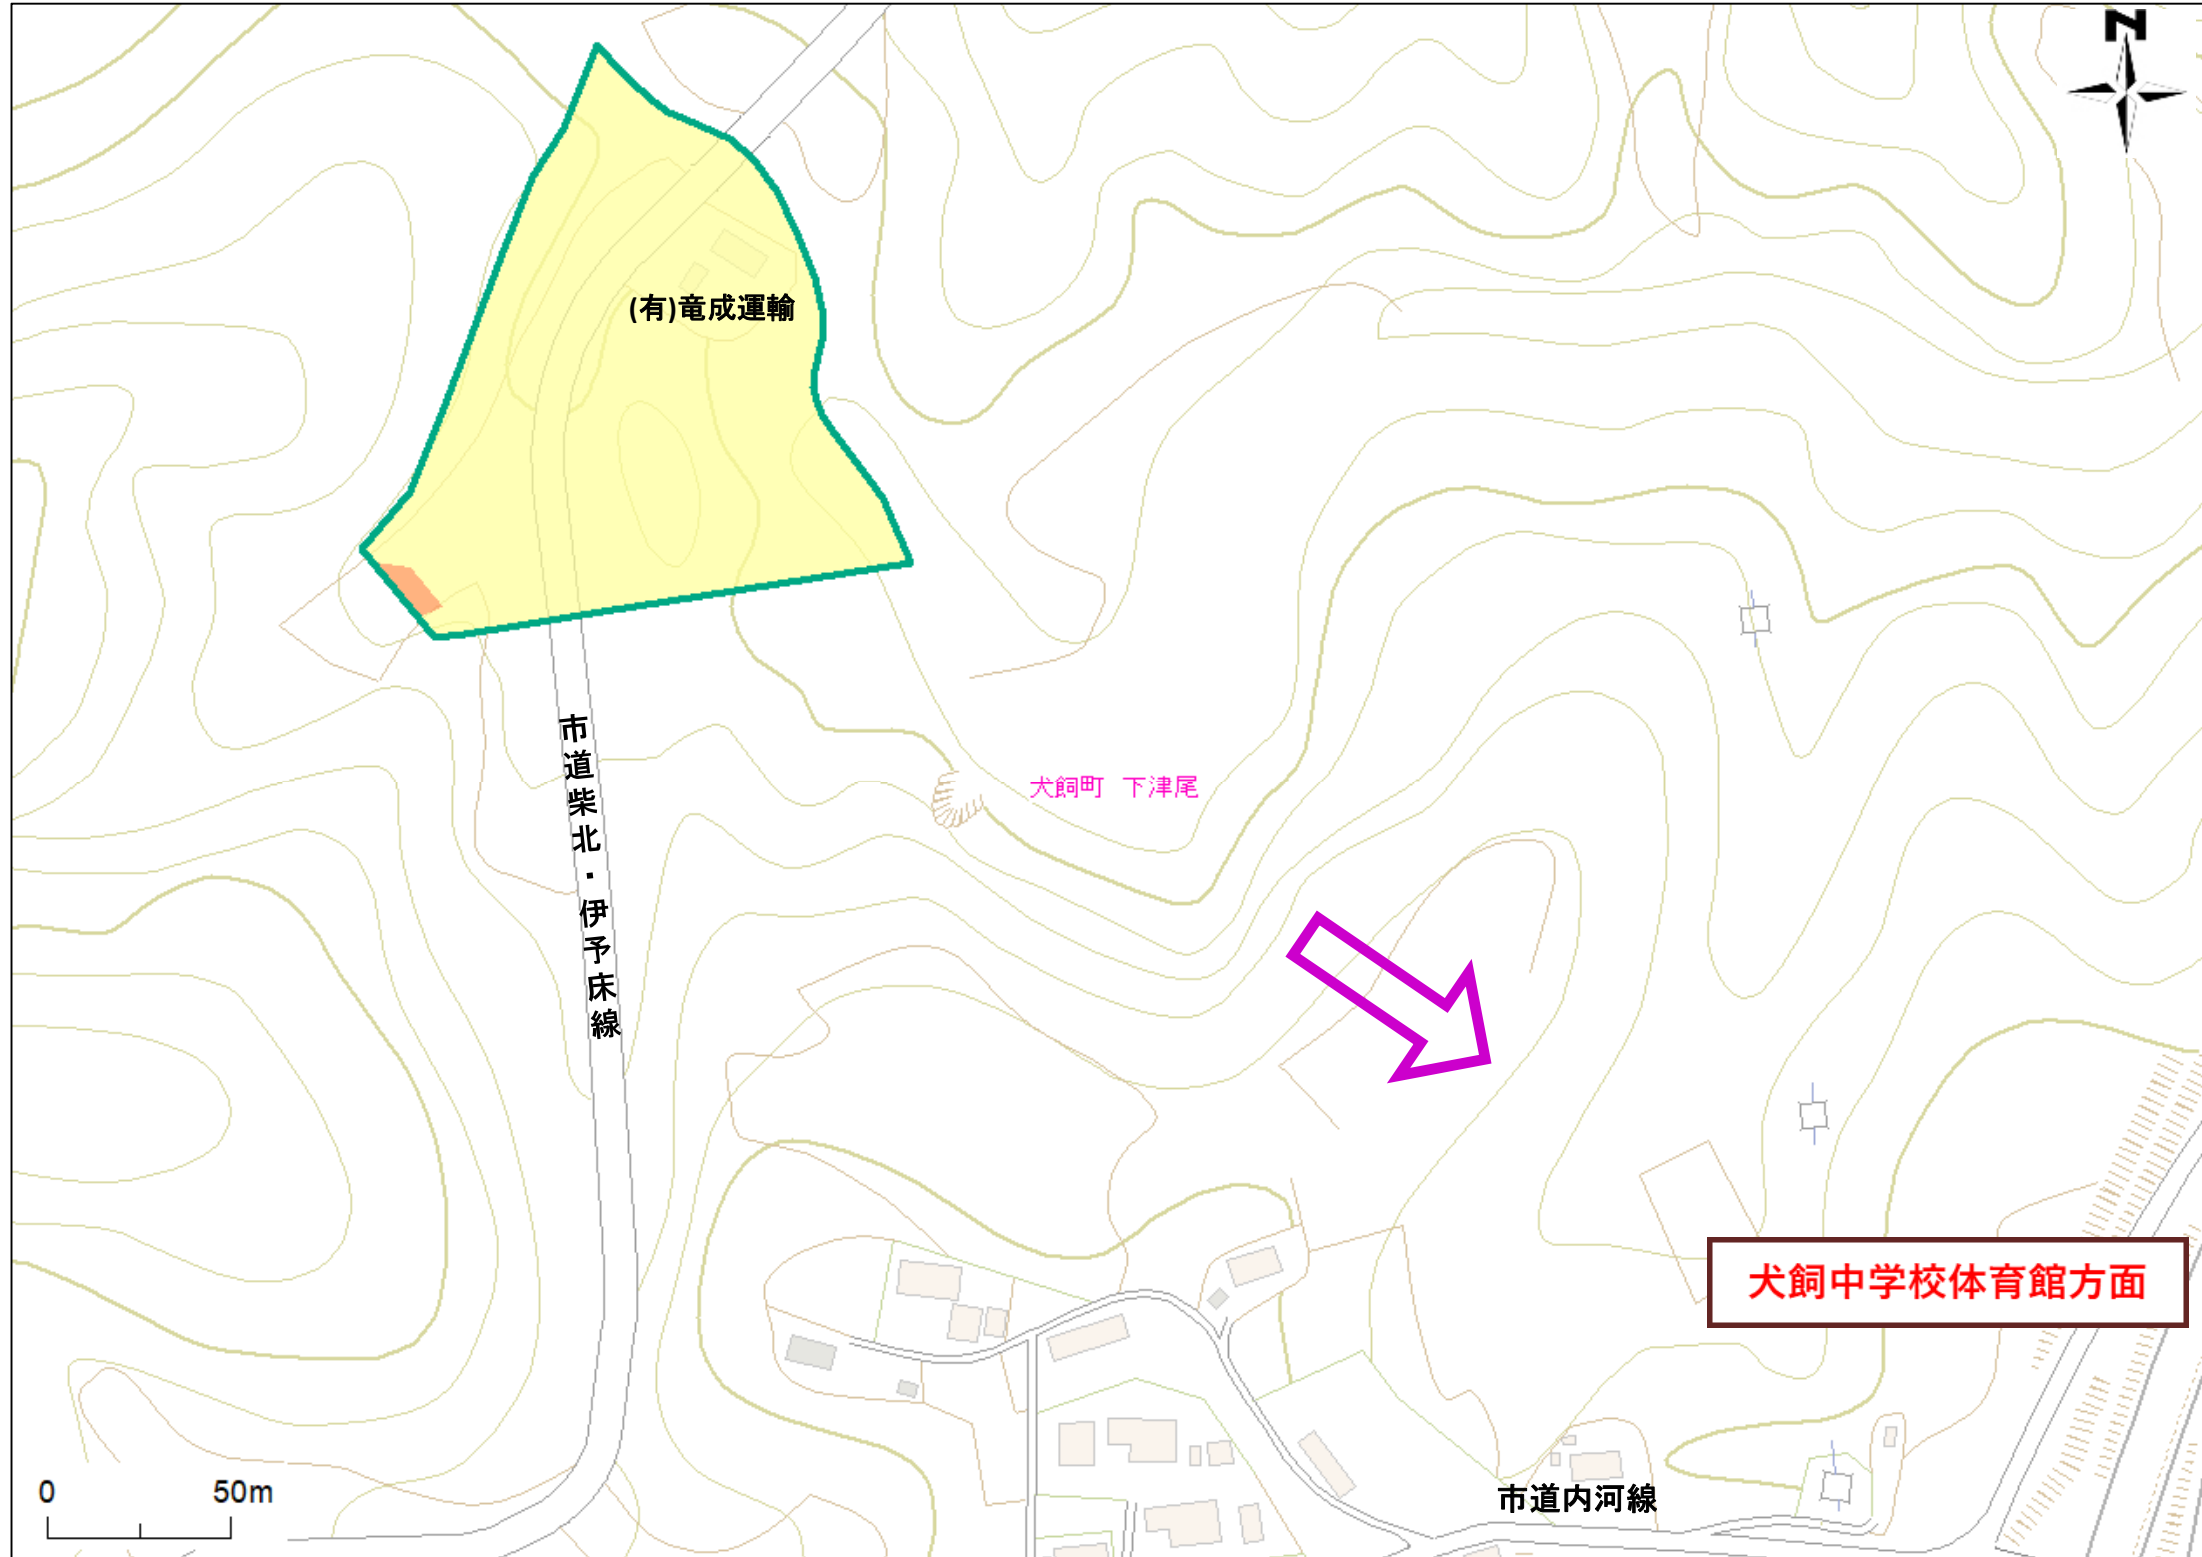 N
(有)竜成運輸
市道柴北・伊予床線
犬飼町 下津尾
犬飼中学校体育館方面
市道内河線
0 50m